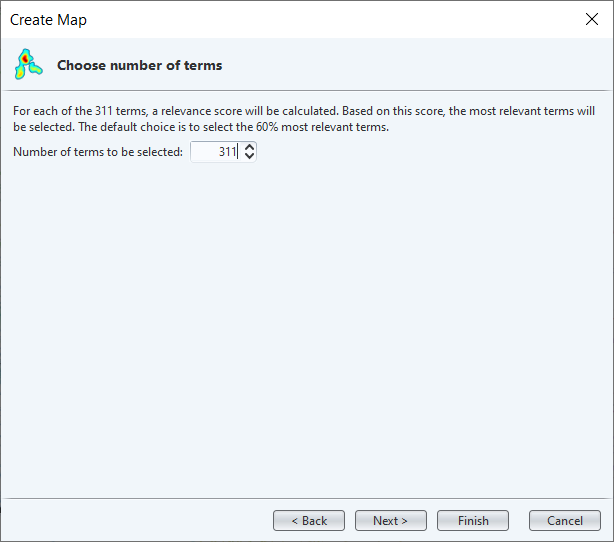 Create Map
Choose number of terms
For each of the 311 terms, a relevance score will be calculated. Based on this score, the most relevant terms will
be selected. The default choice is to select the 60% most relevant terms.
Number of terms to be selected: 311
< Back Next > Finish Cancel